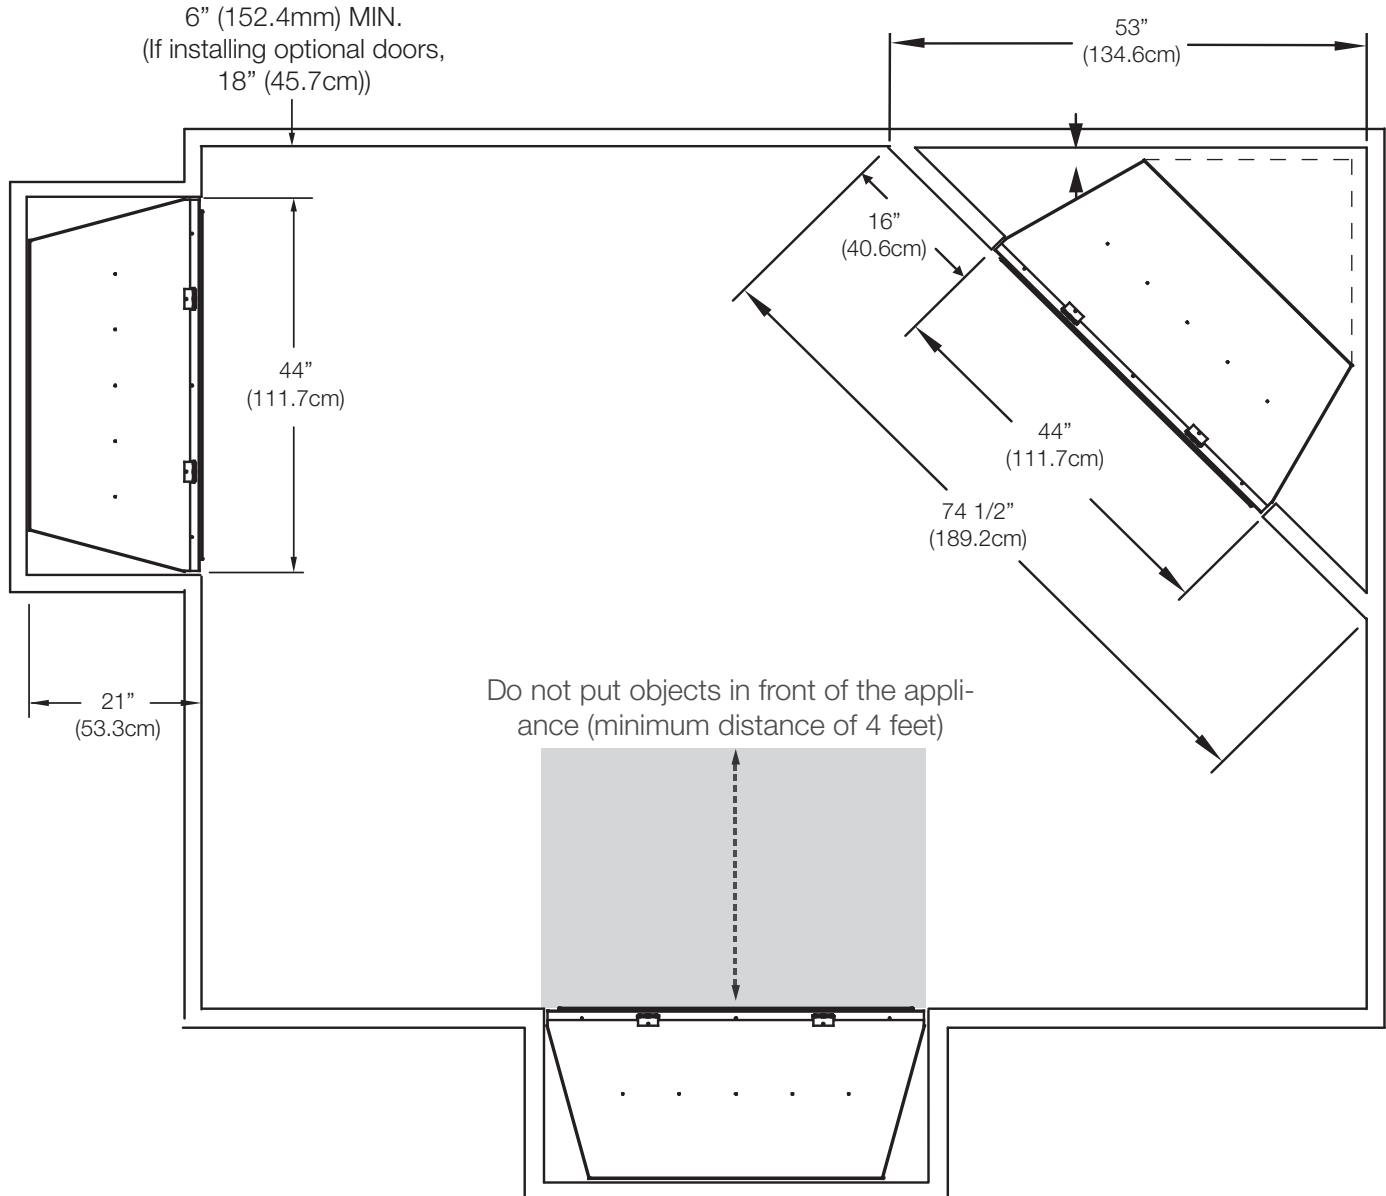 6” (152.4mm) MIN.
(If installing optional doors,
18” (45.7cm))
53”
(134.6cm)
16”
(40.6cm)
44”
(111.7cm)
44”
(111.7cm)
74 1/2”
(189.2cm)
21”
(53.3cm)
Do not put objects in front of the appli-
ance (minimum distance of 4 feet)